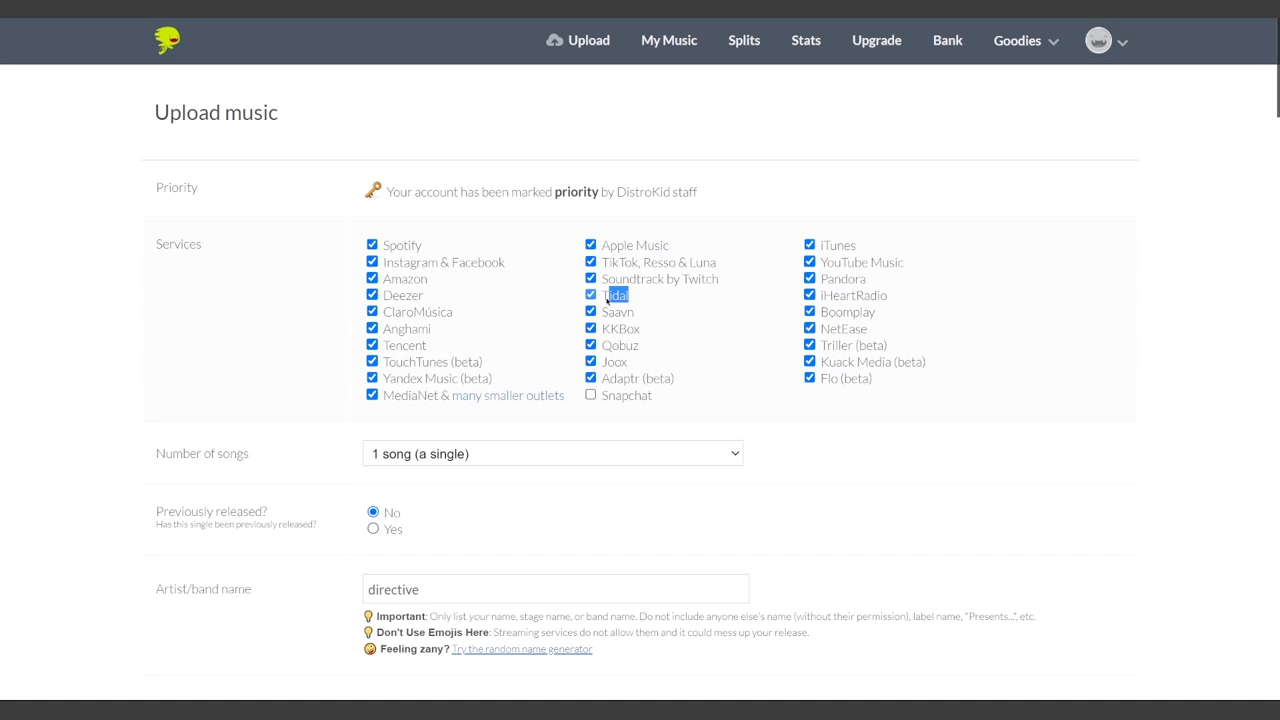 Upload My Music Splits Stats Upgrade Bank Goodies
Upload music
Priority Your account has been marked priority by DistroKid staff
Services
Spotify Apple Music iTunes
Instagram & Facebook TikTok, Resso & Luna YouTube Music
Amazon Soundtrack by Twitch Pandora
Deezer Tidal iHeartRadio
ClaroMúsica Saavn Boomplay
Anghami KKBox NetEase
Tencent Qobuz Triller (beta)
TouchTunes (beta) Joox Kuack Media (beta)
Yandex Music (beta) Adaptr (beta) Flo (beta)
MediaNet & many smaller outlets Snapchat
Number of songs 1 song (a single)
Previously released? No
Has this single been previously released? Yes
Artist/band name directive
Important: Only list your name, stage name, or band name. Do not include anyone else's name (without their permission), label name, "Presents...", etc.
Don't Use Emojis Here: Streaming services do not allow them and it could mess up your release.
Feeling zany? Try the random name generator